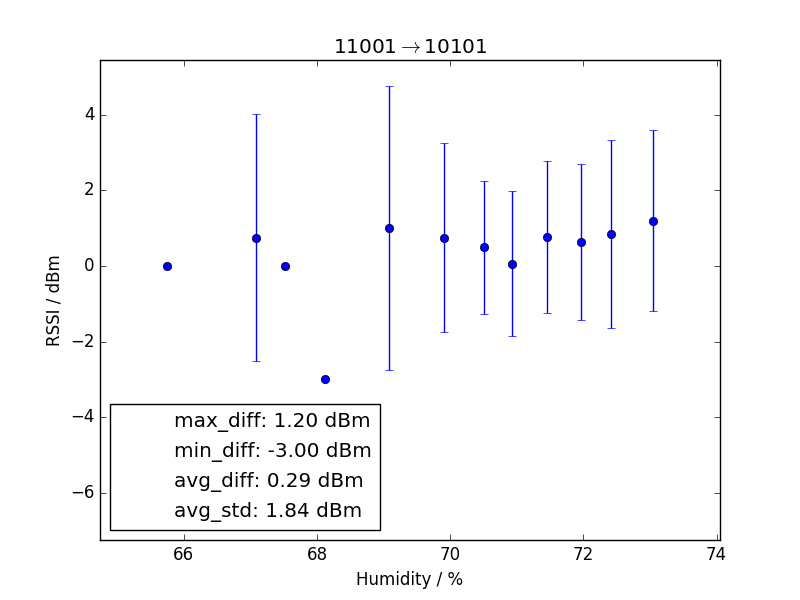 11001→10101
4
2
0
−2
−4
−6
RSSI / dBm
max_diff: 1.20 dBm
min_diff: -3.00 dBm
avg_diff: 0.29 dBm
avg_std: 1.84 dBm
66 68 70 72 74
Humidity / %